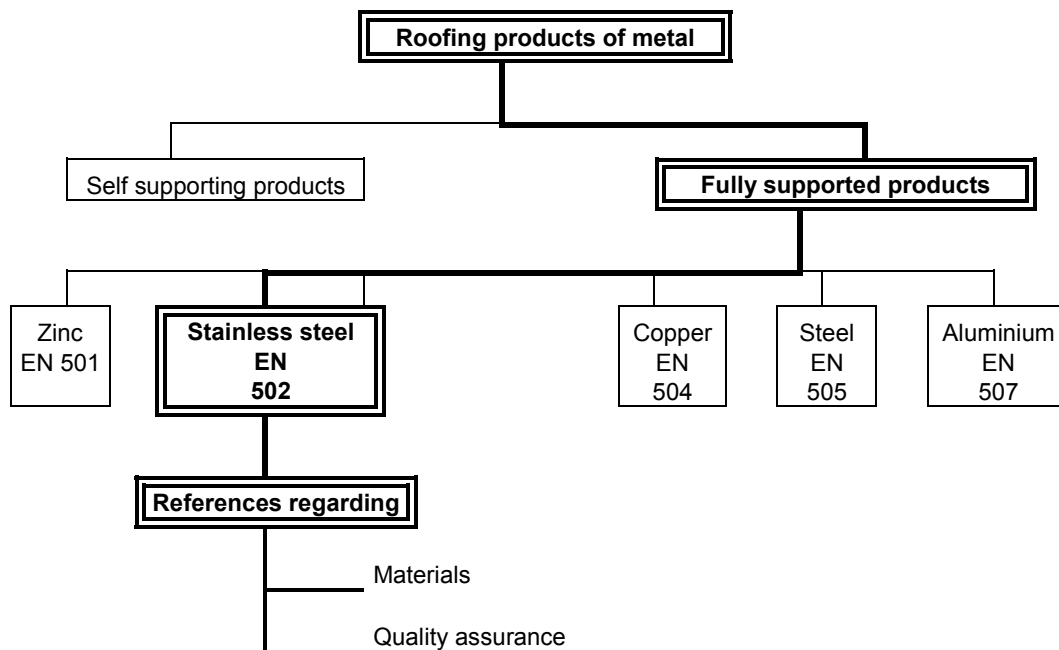 Roofing products of metal
Self supporting products
Fully supported products
Zinc
EN 501
Stainless steel
EN
502
Copper
EN
504
Steel
EN
505
Aluminium
EN
507
References regarding
Materials
Quality assurance